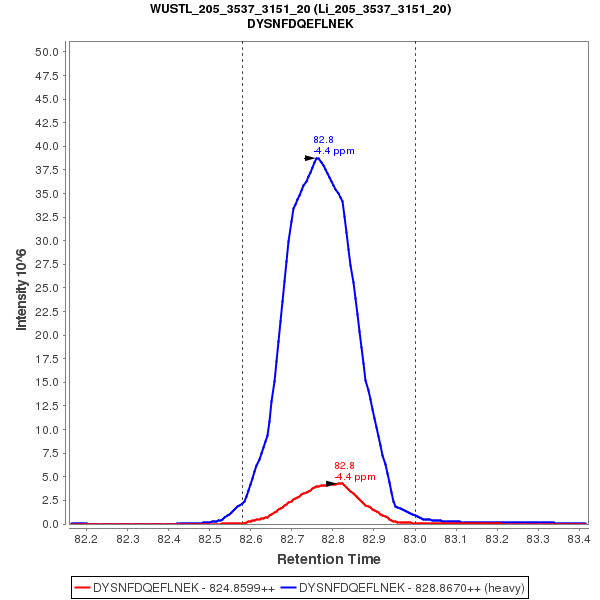 WUSTL_205_3537_3151_20 (Li_205_3537_3151_20)
DYSNFDQEFLNEK
Intensity 10^6
50.0
47.5
45.0
42.5
40.0
37.5
35.0
32.5
30.0
27.5
25.0
22.5
20.0
17.5
15.0
12.5
10.0
7.5
5.0
2.5
0.0
82.8
-4.4 ppm
82.8
-4.4 ppm
82.2 82.3 82.4 82.5 82.6 82.7 82.8 82.9 83.0 83.1 83.2 83.3 83.4
Retention Time
DYSNFDQEFLNEK - 824.8599++ DYSNFDQEFLNEK - 828.8670++ (heavy)